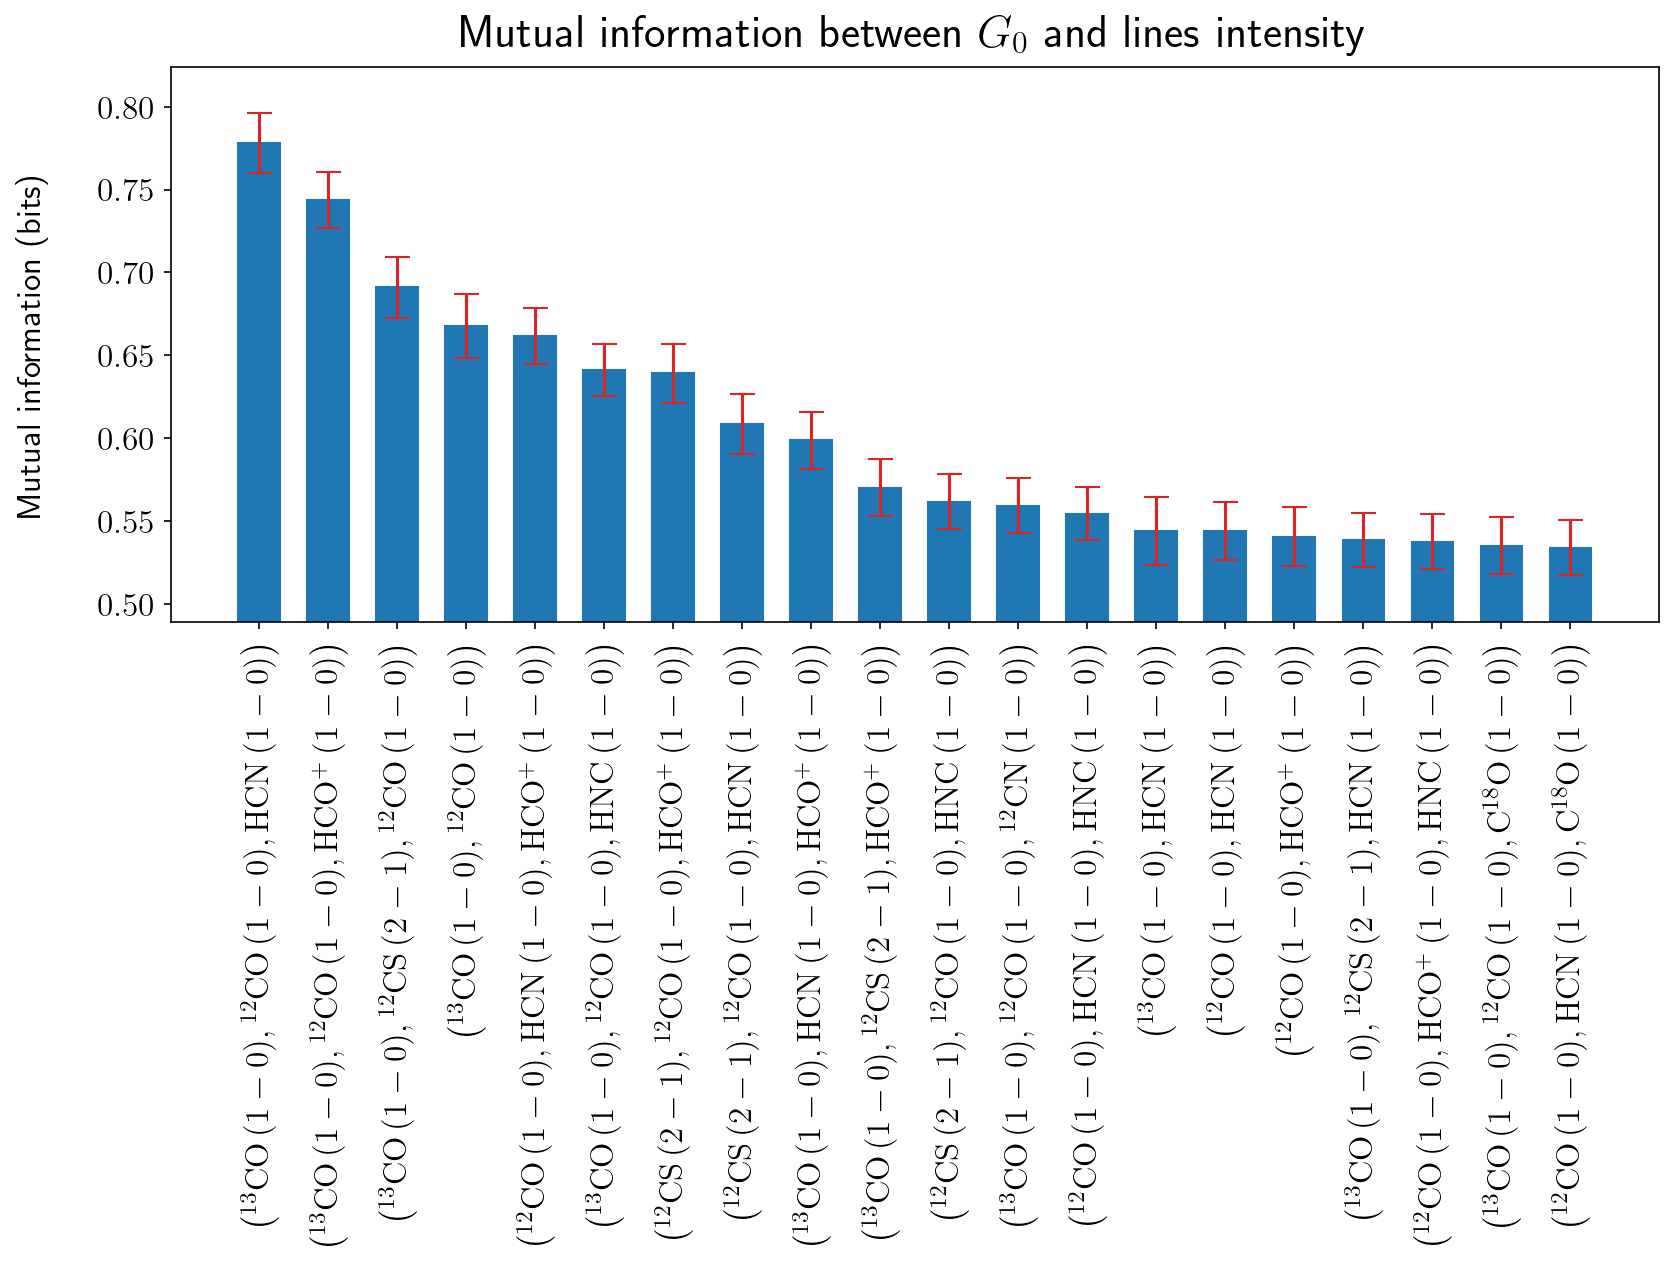 Mutual information between G₀ and lines intensity
Mutual information (bits)
0.80
0.75
0.70
0.65
0.60
0.55
0.50
(¹³CO (1 − 0), ¹²CO (1 − 0), HCN (1 − 0))
(¹³CO (1 − 0), ¹²CO (1 − 0), HCO⁺ (1 − 0))
(¹³CO (1 − 0), ¹²CS (2 − 1), ¹²CO (1 − 0))
(¹³CO (1 − 0), ¹²CO (1 − 0))
(¹²CO (1 − 0), HCN (1 − 0), HCO⁺ (1 − 0))
(¹³CO (1 − 0), ¹²CO (1 − 0), HNC (1 − 0))
(¹²CS (2 − 1), ¹²CO (1 − 0), HCO⁺ (1 − 0))
(¹²CS (2 − 1), ¹²CO (1 − 0), HCN (1 − 0))
(¹³CO (1 − 0), HCN (1 − 0), HCO⁺ (1 − 0))
(¹³CO (1 − 0), ¹²CS (2 − 1), HCO⁺ (1 − 0))
(¹²CS (2 − 1), ¹²CO (1 − 0), HNC (1 − 0))
(¹³CO (1 − 0), ¹²CO (1 − 0), ¹²CN (1 − 0))
(¹²CO (1 − 0), HCN (1 − 0), HNC (1 − 0))
(¹³CO (1 − 0), HCN (1 − 0))
(¹²CO (1 − 0), HCN (1 − 0))
(¹²CO (1 − 0), HCO⁺ (1 − 0))
(¹³CO (1 − 0), ¹²CS (2 − 1), HCN (1 − 0))
(¹²CO (1 − 0), HCO⁺ (1 − 0), HNC (1 − 0))
(¹³CO (1 − 0), ¹²CO (1 − 0), C¹⁸O (1 − 0))
(¹²CO (1 − 0), HCN (1 − 0), C¹⁸O (1 − 0))